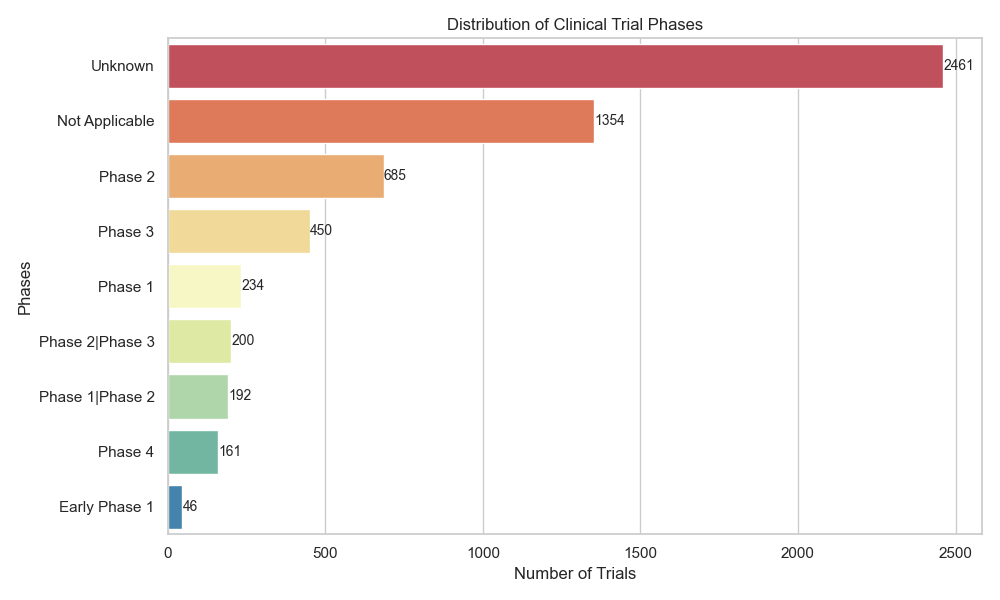 Distribution of Clinical Trial Phases
Phases
Unknown 2461
Not Applicable 1354
Phase 2 685
Phase 3 450
Phase 1 234
Phase 2|Phase 3 200
Phase 1|Phase 2 192
Phase 4 161
Early Phase 1 46
0 500 1000 1500 2000 2500
Number of Trials